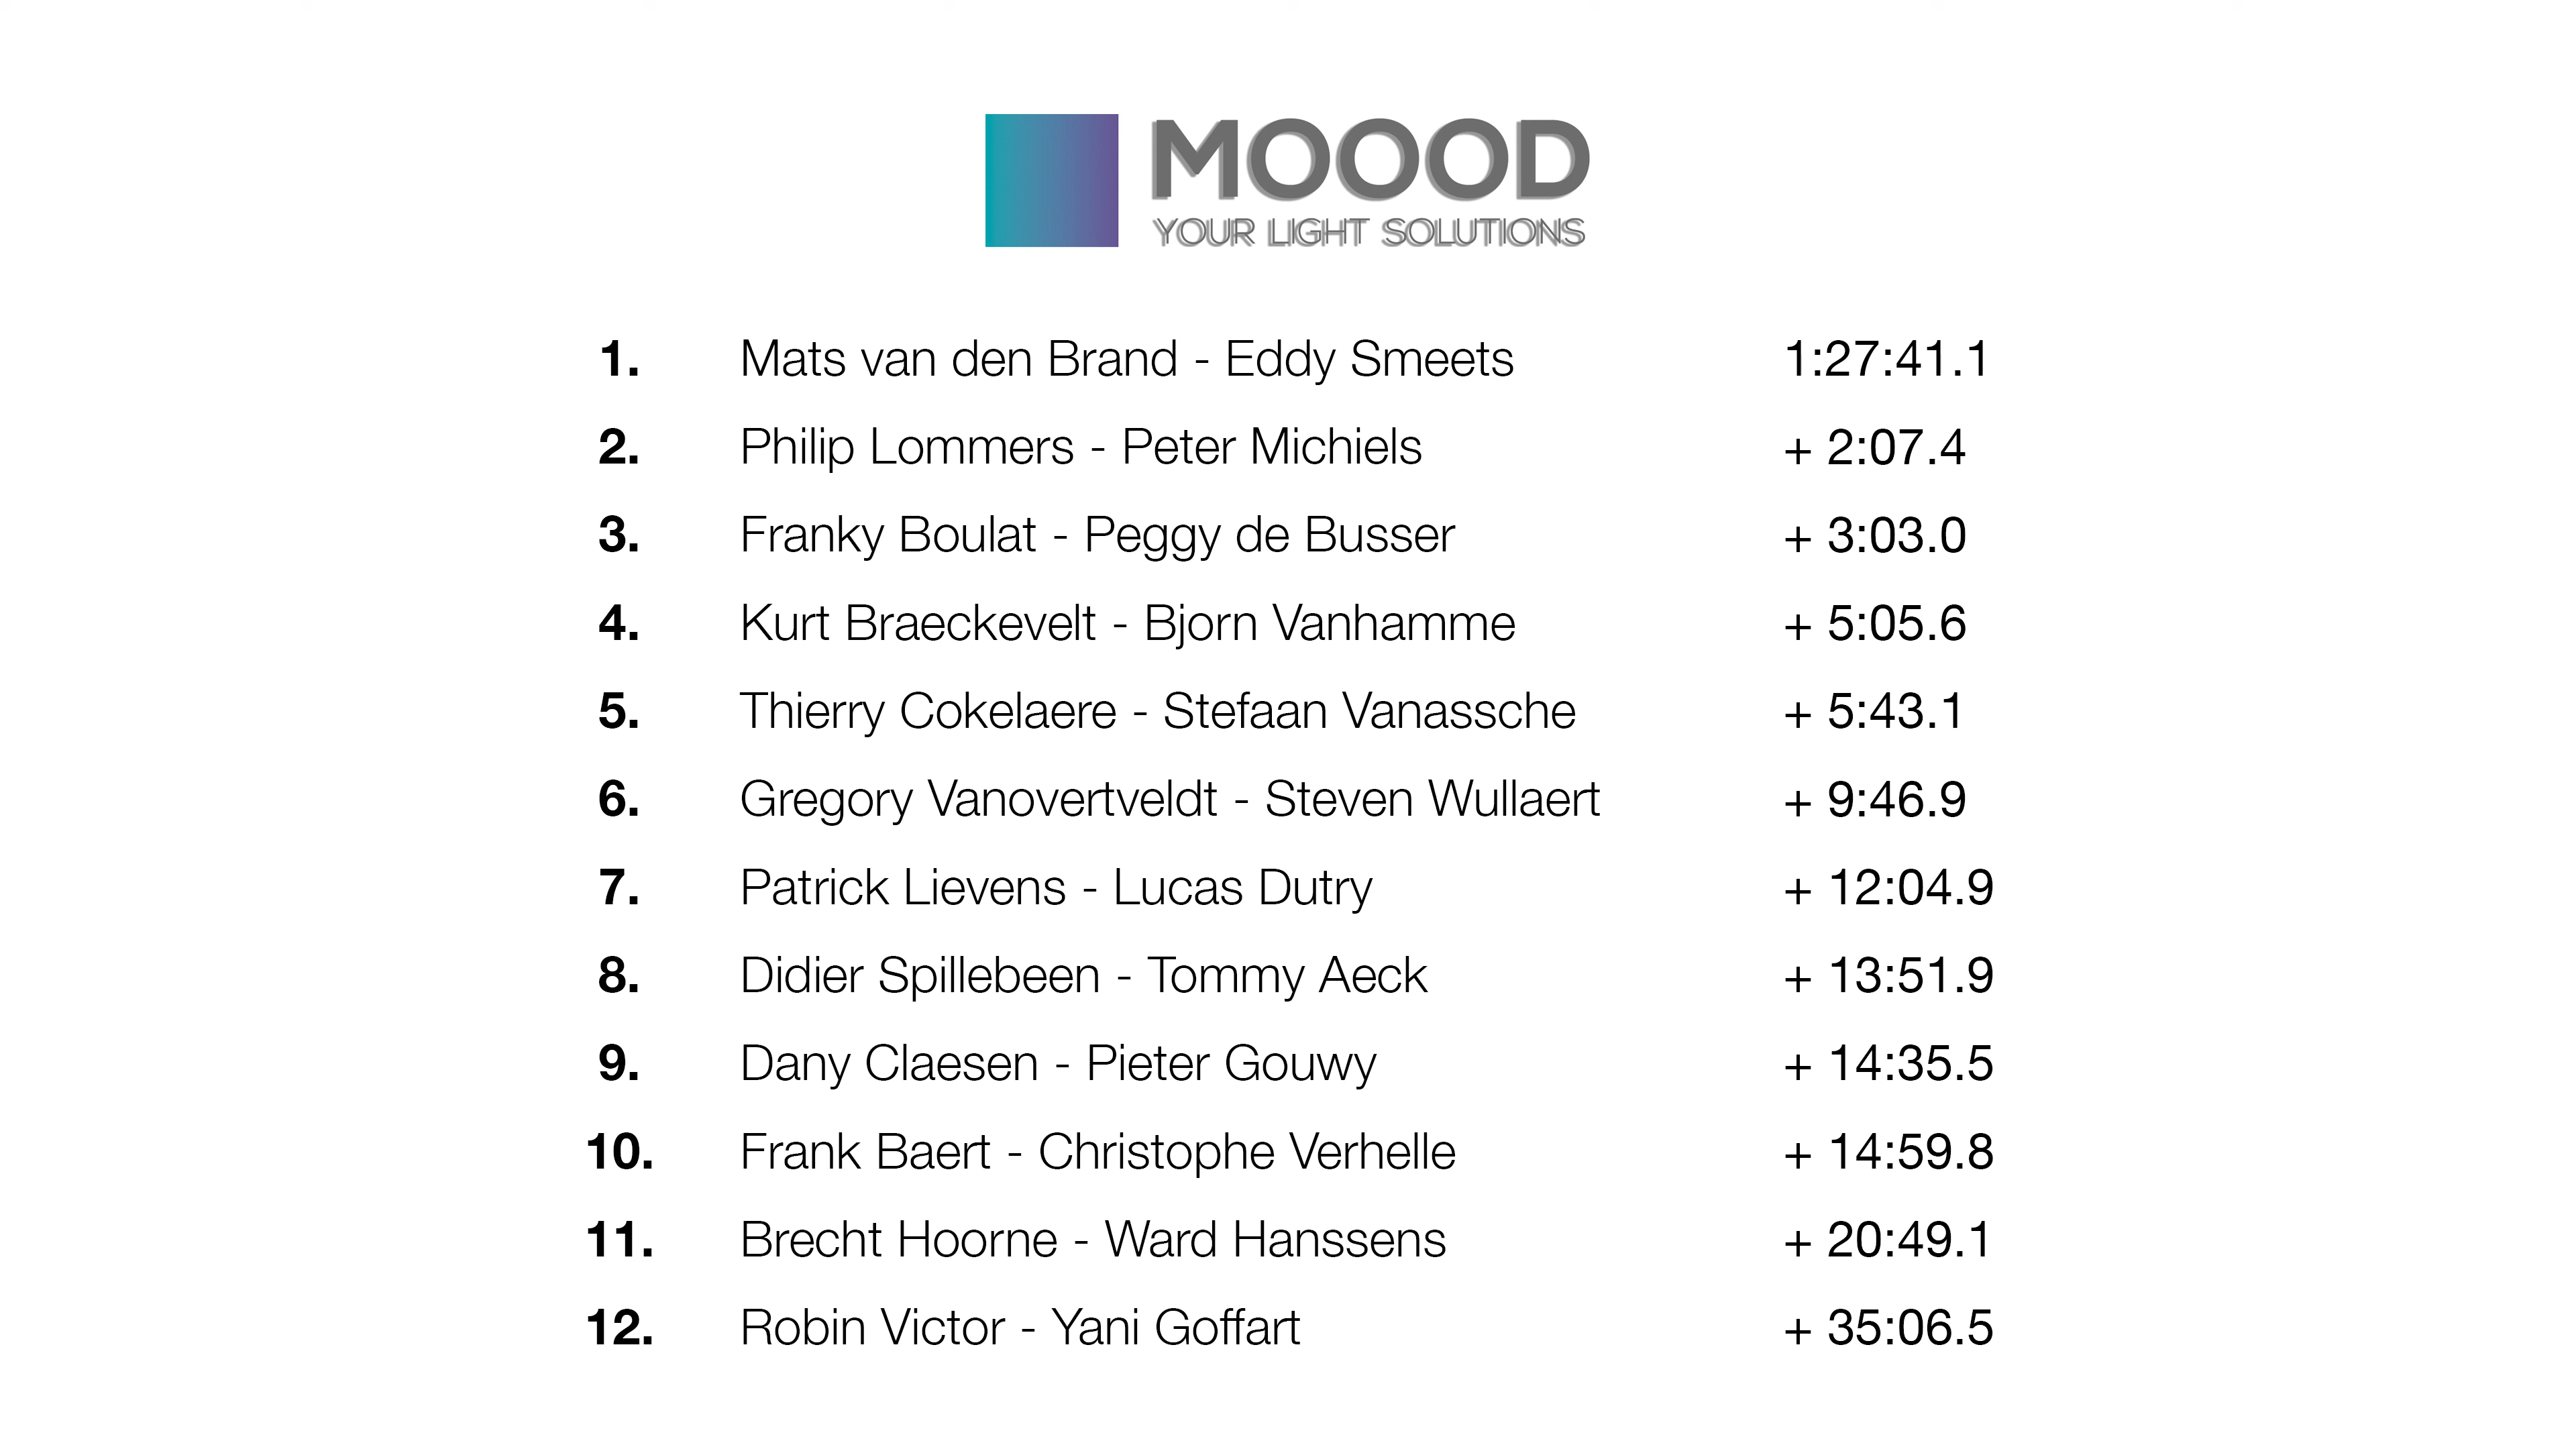 MOOOD
YOUR LIGHT SOLUTIONS
1. Mats van den Brand - Eddy Smeets 1:27:41.1
2. Philip Lommers - Peter Michiels + 2:07.4
3. Franky Boulat - Peggy de Busser + 3:03.0
4. Kurt Braeckevelt - Bjorn Vanhamme + 5:05.6
5. Thierry Cokelaere - Stefaan Vanassche + 5:43.1
6. Gregory Vanovertveldt - Steven Wullaert + 9:46.9
7. Patrick Lievens - Lucas Dutry + 12:04.9
8. Didier Spillebeen - Tommy Aeck + 13:51.9
9. Dany Claesen - Pieter Gouwy + 14:35.5
10. Frank Baert - Christophe Verhelle + 14:59.8
11. Brecht Hoorne - Ward Hanssens + 20:49.1
12. Robin Victor - Yani Goffart + 35:06.5